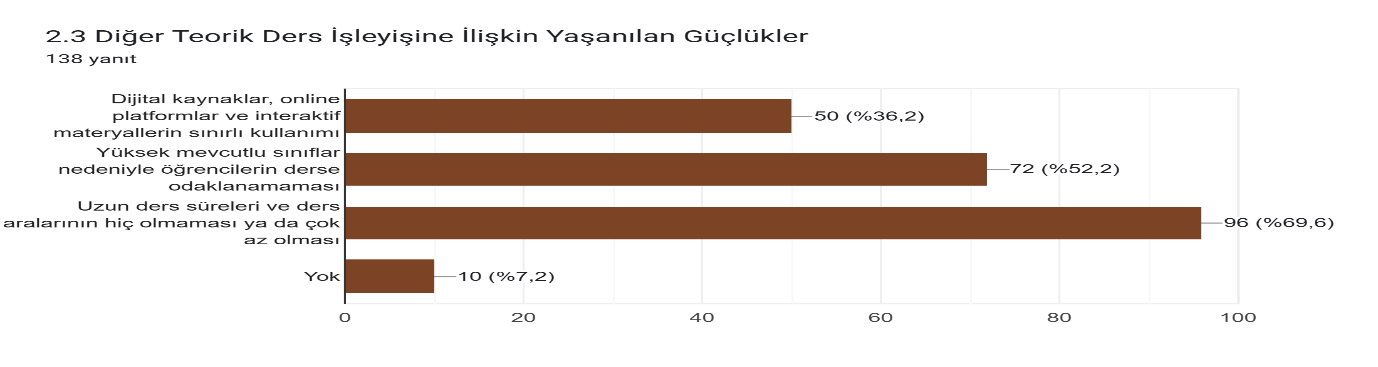 2.3 Diğer Teorik Ders İşleyişine İlişkin Yaşanılan Güçlükler
138 yanıt
Dijital kaynaklar, online
platformlar ve interaktif
materyallerin sınırlı kullanımı
50 (%36,2)
Yüksek mevcutlu sınıflar
nedeniyle öğrencilerin derse
odaklanamaması
72 (%52,2)
Uzun ders süreleri ve ders
aralarının hiç olmaması ya da çok
az olması
96 (%69,6)
Yok
10 (%7,2)
0 20 40 60 80 100